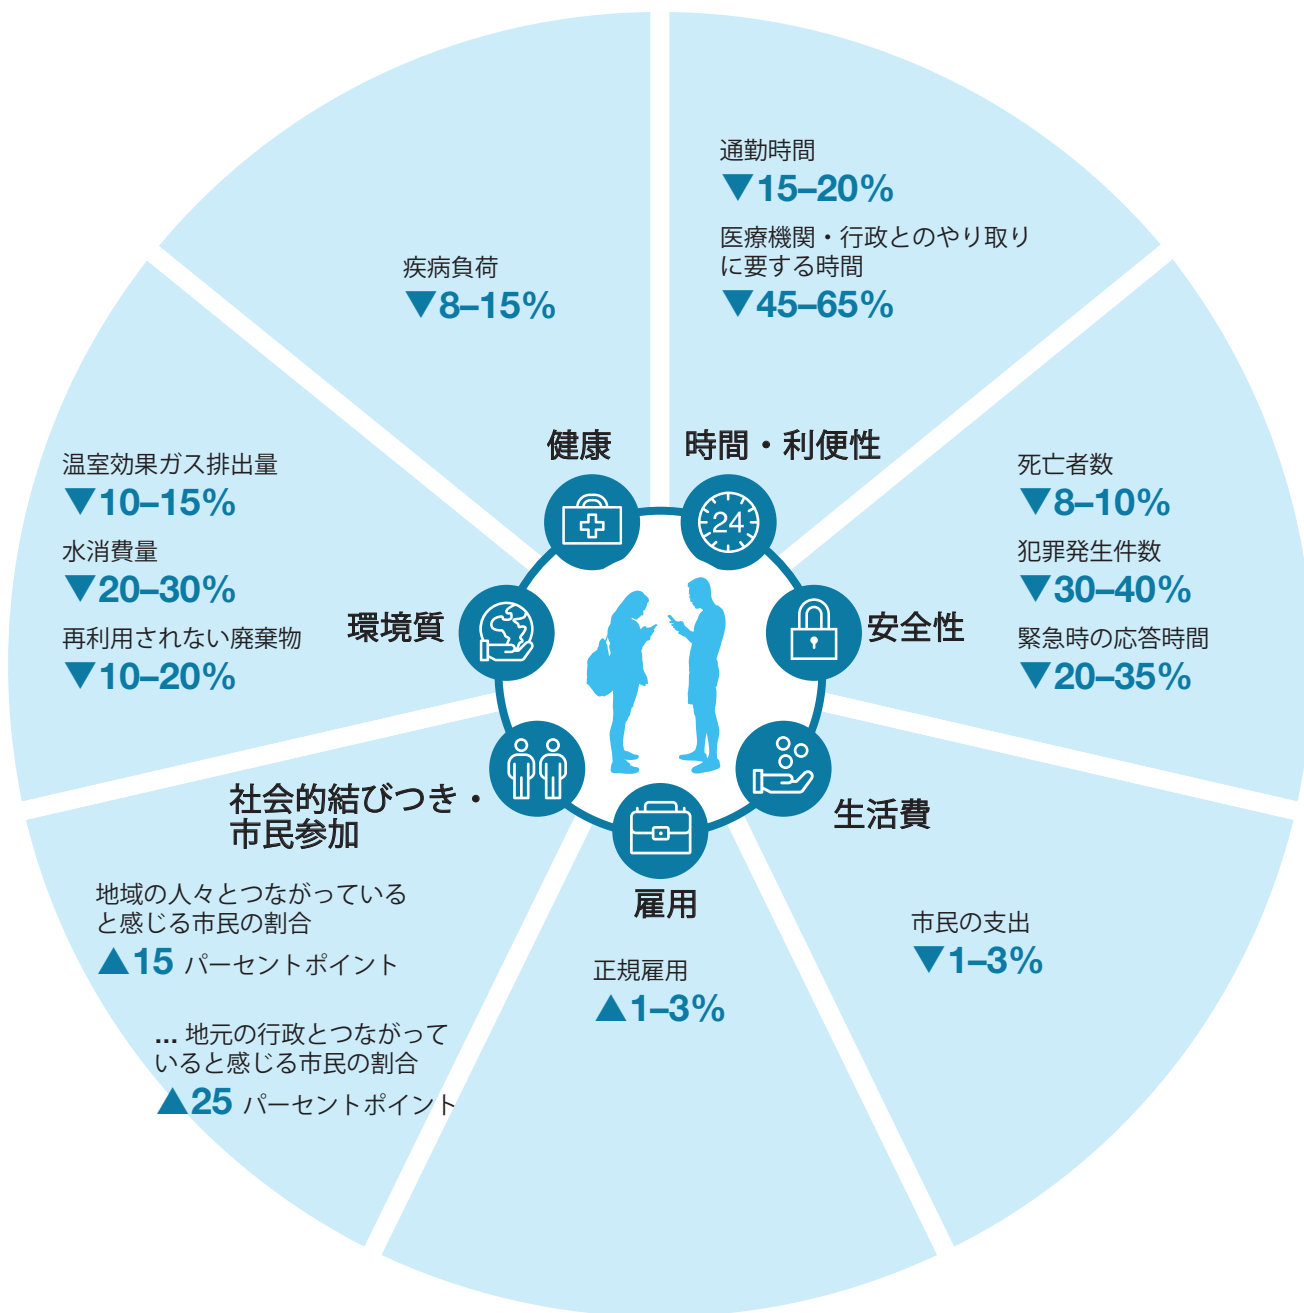 通勤時間
▼15–20%
医療機関・行政とのやり取り
に要する時間
▼45–65%
疾病負荷
▼8–15%
健康
時間・利便性
24
温室効果ガス排出量
▼10–15%
水消費量
▼20–30%
再利用されない廃棄物
▼10–20%
環境質
安全性
死亡者数
▼8–10%
犯罪発生件数
▼30–40%
緊急時の応答時間
▼20–35%
社会的結びつき・
市民参加
地域の人々とつながっている
と感じる市民の割合
▲15 パーセントポイント
... 地元の行政とつながって
いると感じる市民の割合
▲25 パーセントポイント
雇用
正規雇用
▲1–3%
生活費
市民の支出
▼1–3%